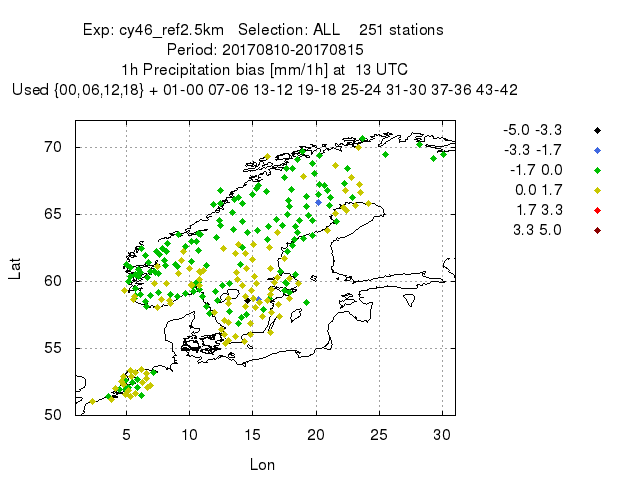 Exp: cy46_ref2.5km   Selection: ALL    251 stations
Period: 20170810-20170815
1h Precipitation bias [mm/1h] at  13 UTC
Used {00,06,12,18} + 01-00 07-06 13-12 19-18 25-24 31-30 37-36 43-42
-5.0 -3.3
-3.3 -1.7
-1.7 0.0
0.0 1.7
1.7 3.3
3.3 5.0
70
65
60
55
50
Lat
5 10 15 20 25 30
Lon